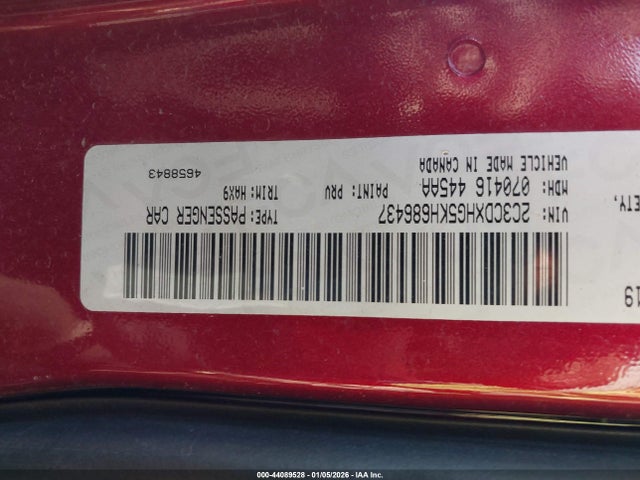 19
VIN: 2C3CDXHG5KH686437 TYPE: PASSENGER CAR
ETY,
MDH: 070416 445AA PAINT: PRV TRIM: HAX9
VEHICLE MADE IN CANADA 4658843
000-44089528 - 01/05/2026 - IAA Inc.